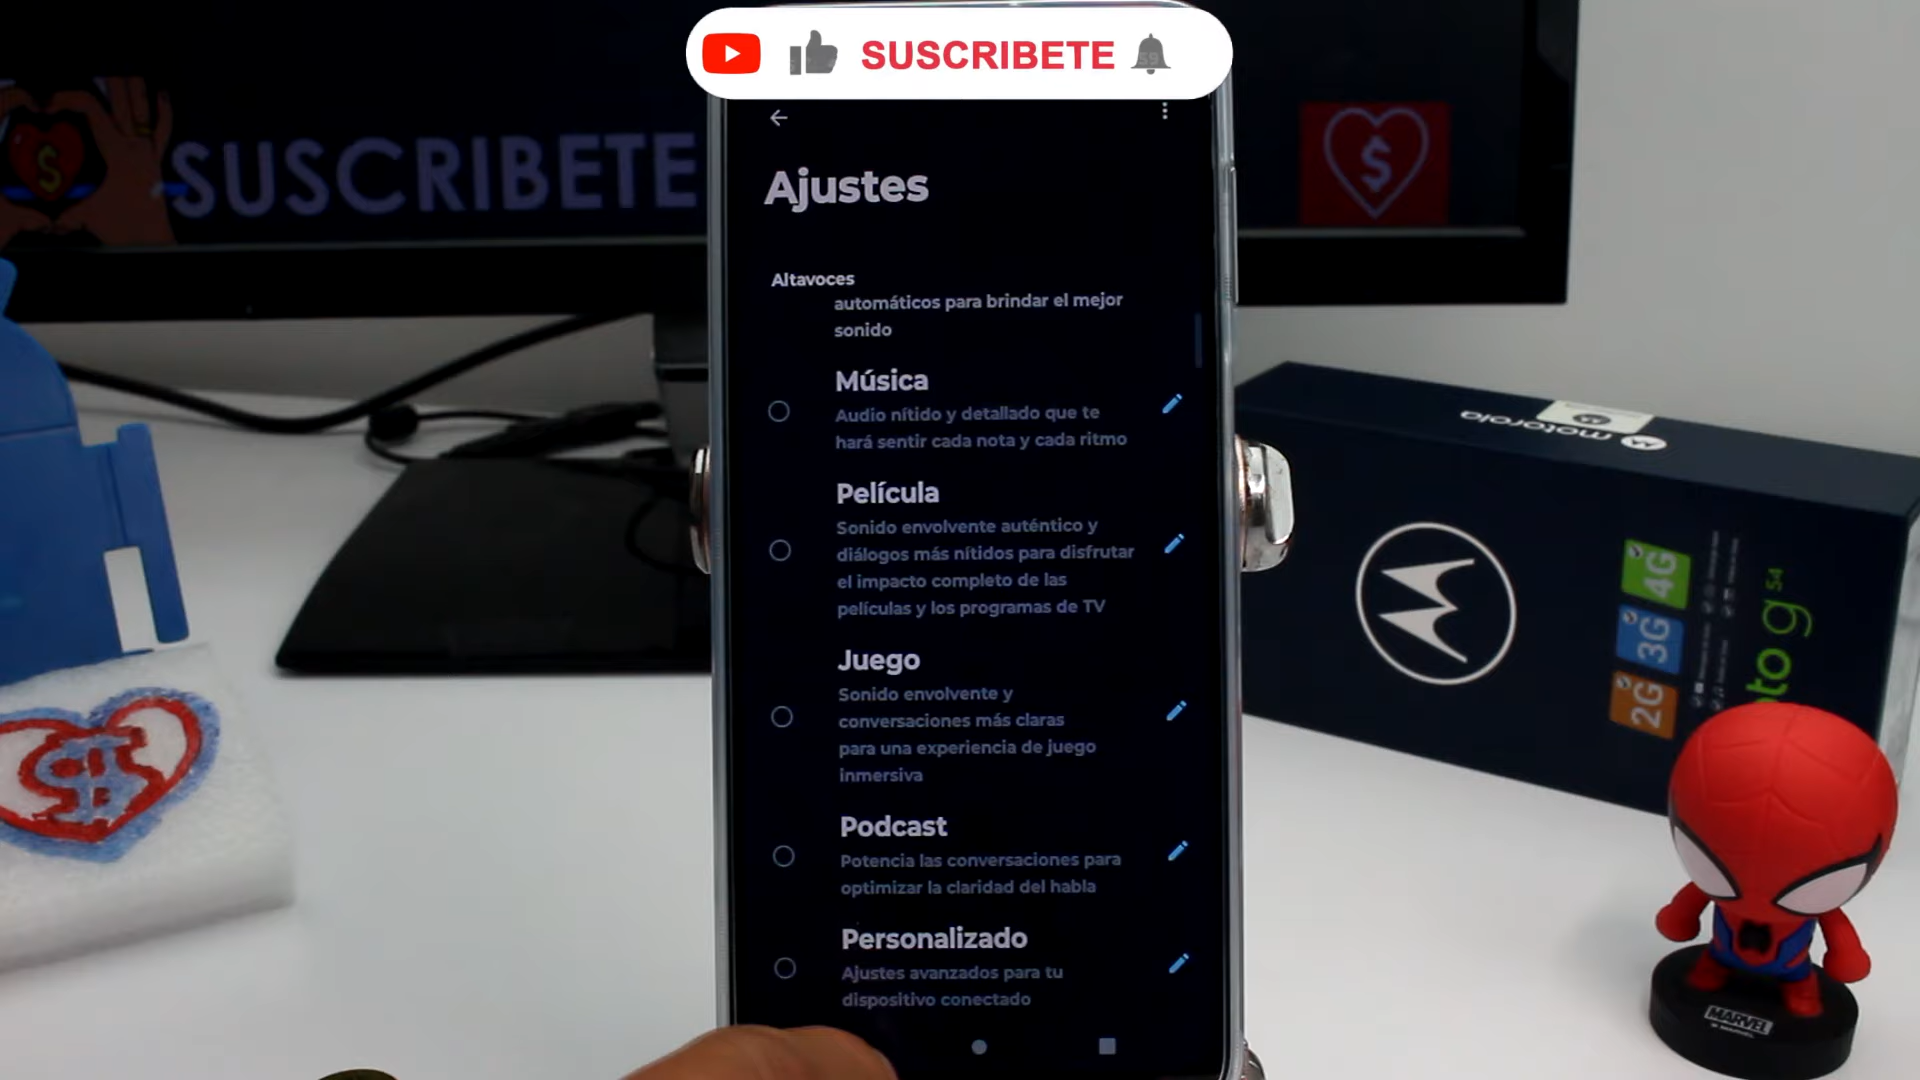 SUSCRIBETE
SUSCRIBETE
$
$
Ajustes
Altavoces
automáticos para brindar el mejor
sonido
Música
Audio nítido y detallado que te
hará sentir cada nota y cada ritmo
Película
Sonido envolvente auténtico y
diálogos más nítidos para disfrutar
el impacto completo de las
películas y los programas de TV
Juego
Sonido envolvente y
conversaciones más claras
para una experiencia de juego
inmersiva
Podcast
Potencia las conversaciones para
optimizar la claridad del habla
Personalizado
Ajustes avanzados para tu
dispositivo conectado
motorola
4G
3G
2G
moto g
MARVEL